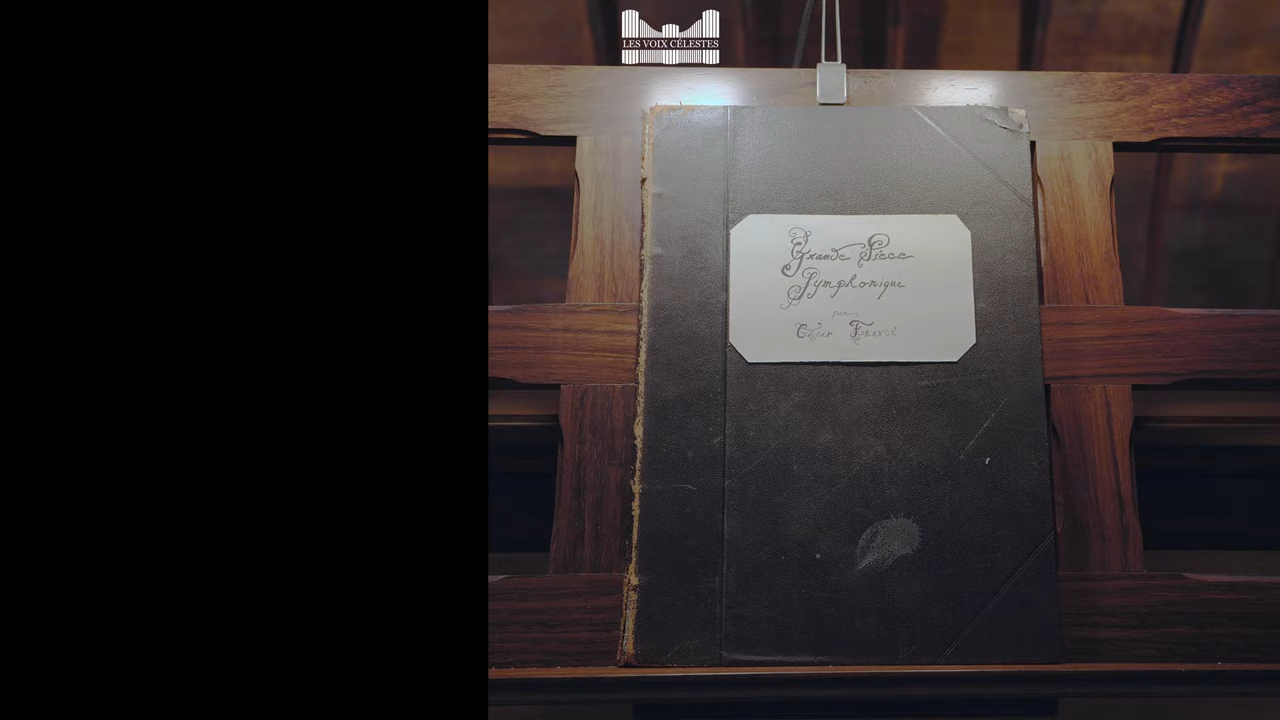 LES VOIX CÉLESTES
Grande Pièce
Symphonique
par
César Franck